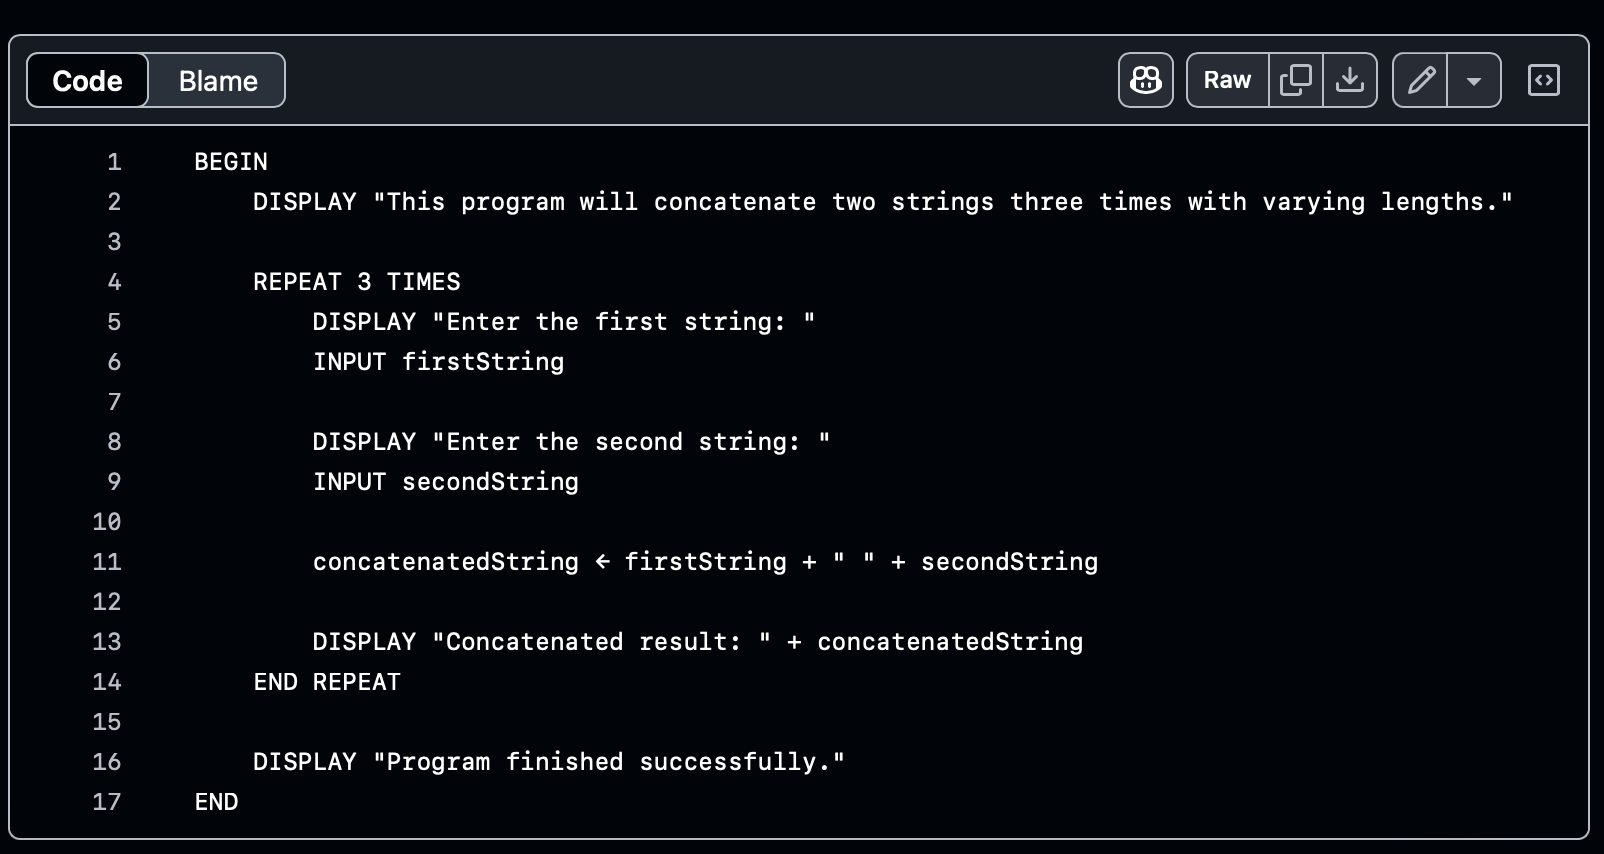 Code Blame Raw
1 BEGIN
2     DISPLAY "This program will concatenate two strings three times with varying lengths."
3
4     REPEAT 3 TIMES
5         DISPLAY "Enter the first string: "
6         INPUT firstString
7
8         DISPLAY "Enter the second string: "
9         INPUT secondString
10
11         concatenatedString ← firstString + " " + secondString
12
13         DISPLAY "Concatenated result: " + concatenatedString
14     END REPEAT
15
16     DISPLAY "Program finished successfully."
17 END